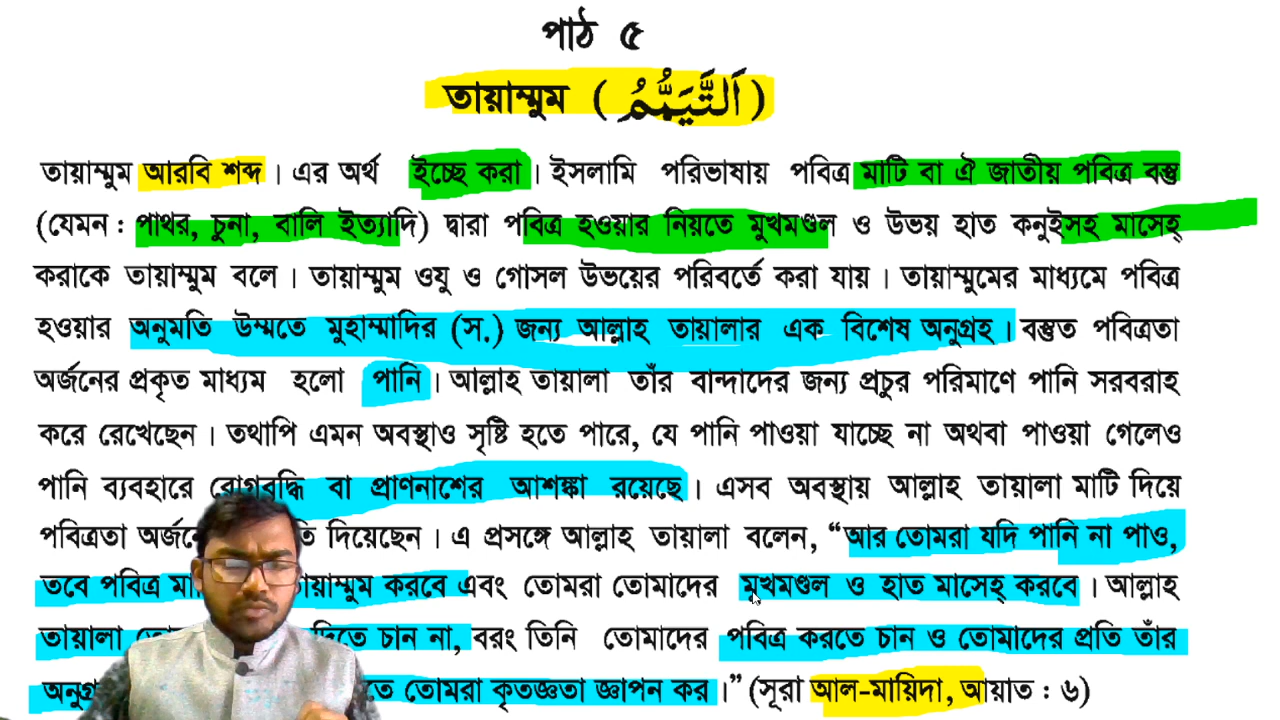 পাঠ ৫
তায়াম্মুম (اَلتَّيَمُّمُ)
তায়াম্মুম আরবি শব্দ। এর অর্থ ইচ্ছে করা। ইসলামি পরিভাষায় পবিত্র মাটি বা ঐ জাতীয় পবিত্র বস্তু
(যেমন : পাথর, চুনা, বালি ইত্যাদি) দ্বারা পবিত্র হওয়ার নিয়তে মুখমণ্ডল ও উভয় হাত কনুইসহ মাসেহ্
করাকে তায়াম্মুম বলে। তায়াম্মুম ওযু ও গোসল উভয়ের পরিবর্তে করা যায়। তায়াম্মুমের মাধ্যমে পবিত্র
হওয়ার অনুমতি উম্মতে মুহাম্মাদির (স.) জন্য আল্লাহ তায়ালার এক বিশেষ অনুগ্রহ। বস্তুত পবিত্রতা
অর্জনের প্রকৃত মাধ্যম হলো পানি। আল্লাহ তায়ালা তাঁর বান্দাদের জন্য প্রচুর পরিমাণে পানি সরবরাহ
করে রেখেছেন। তথাপি এমন অবস্থাও সৃষ্টি হতে পারে, যে পানি পাওয়া যাচ্ছে না অথবা পাওয়া গেলেও
পানি ব্যবহারে রোগবৃদ্ধি বা প্রাণনাশের আশঙ্কা রয়েছে। এসব অবস্থায় আল্লাহ তায়ালা মাটি দিয়ে
পবিত্রতা দিয়েছেন। এ প্রসঙ্গে আল্লাহ তায়ালা বলেন, “আর তোমরা যদি পানি না পাও,
তবে পবিত্র তায়াম্মুম করবে এবং তোমরা তোমাদের মুখমণ্ডল ও হাত মাসেহ্ করবে। আল্লাহ
তায়ালা দিতে চান না, বরং তিনি তোমাদের পবিত্র করতে চান ও তোমাদের প্রতি তাঁর
তোমরা কৃতজ্ঞতা জ্ঞাপন কর।” (সূরা আল-মায়িদা, আয়াত : ৬)